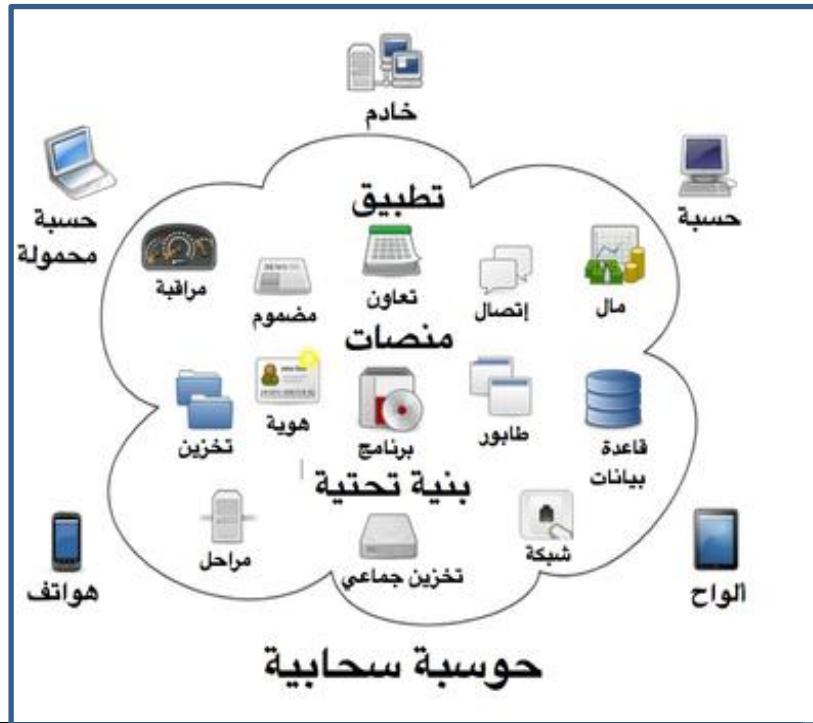 خادم
حسبة
حسبة
محمولة
تطبيق
مال
إتصال
تعاون
مضموم
مراقبة
منصات
قاعدة
بيانات
طابور
برنامج
هوية
تخزين
بنية تحتية
شبكة
تخزين جماعي
مراحل
ألواح
هواتف
حوسبة سحابية